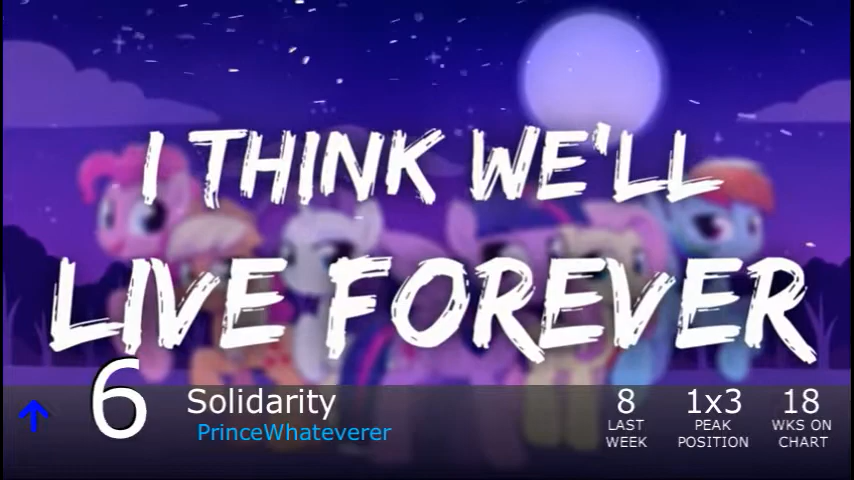 I THINK WE'LL
LIVE FOREVER
6
Solidarity
PrinceWhateverer
8
LAST
WEEK
1x3
PEAK
POSITION
18
WKS ON
CHART